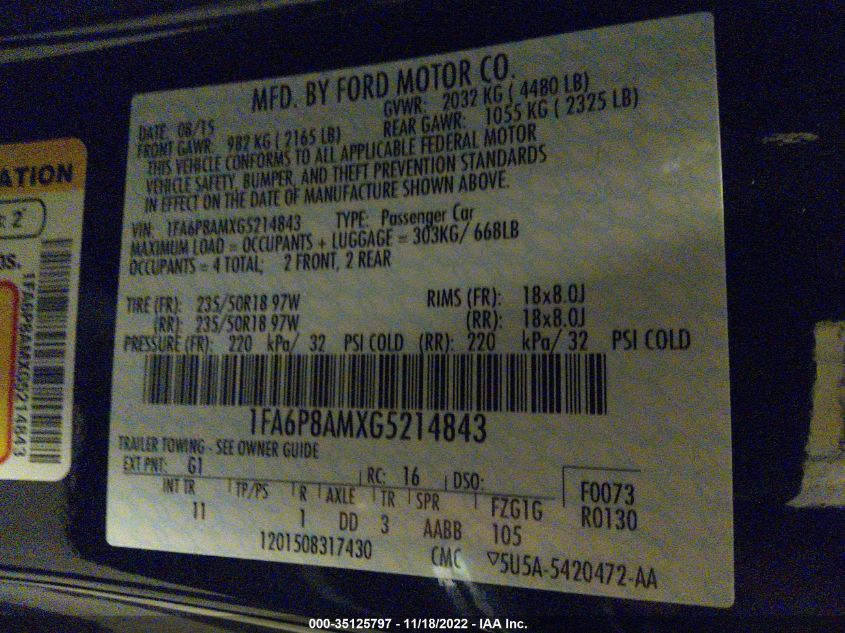 MFD. BY FORD MOTOR CO.
DATE: 08/15 GVWR: 2032 KG ( 4480 LB)
FRONT GAWR: 982 KG ( 2165 LB) REAR GAWR: 1055 KG ( 2325 LB)
THIS VEHICLE CONFORMS TO ALL APPLICABLE FEDERAL MOTOR
VEHICLE SAFETY, BUMPER, AND THEFT PREVENTION STANDARDS
IN EFFECT ON THE DATE OF MANUFACTURE SHOWN ABOVE.
VIN: 1FA6P8AMXG5214843 TYPE: Passenger Car
MAXIMUM LOAD = OCCUPANTS + LUGGAGE = 303KG/ 668LB
OCCUPANTS = 4 TOTAL; 2 FRONT, 2 REAR
TIRE (FR): 235/50R18 97W RIMS (FR): 18x8.0J
(RR): 235/50R18 97W (RR): 18x8.0J
PRESSURE (FR): 220 kPa/ 32 PSI COLD (RR): 220 kPa/ 32 PSI COLD
1FA6P8AMXG5214843
TRAILER TOWING - SEE OWNER GUIDE
EXT PNT: G1 RC: 16 DSO: F0073
INT TR TP/PS R AXLE TR SPR FZG1G R0130
11 1 DD 3 AABB 105
1201508317430 CMC ▽5U5A-5420472-AA
ATION
R 2
OS.
1FA6P8AMXG5214843
000-35125797 - 11/18/2022 - IAA Inc.